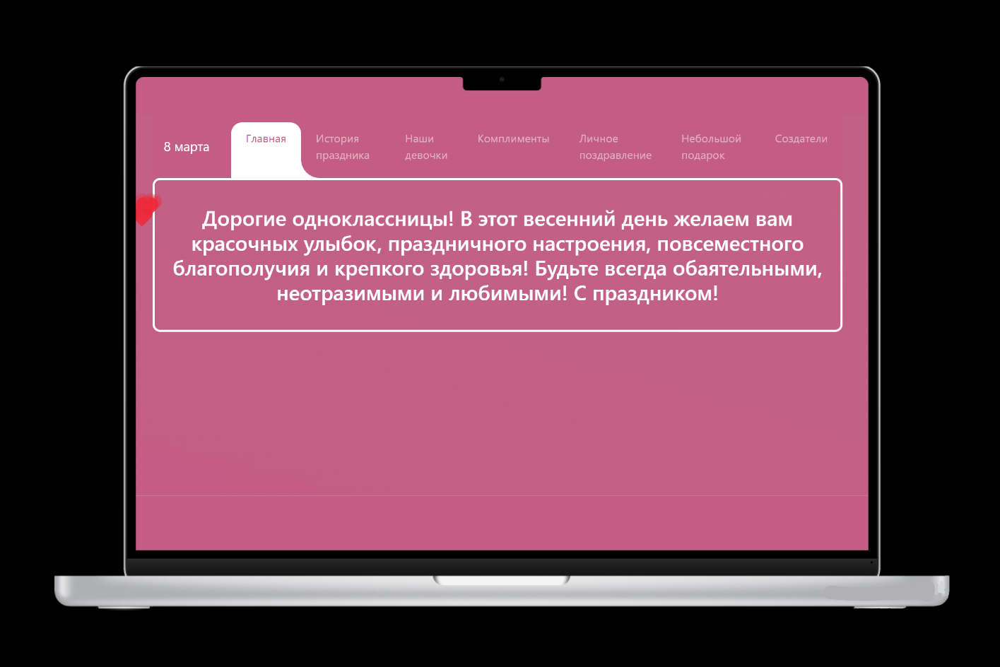 8 марта
Главная
История
праздника
Наши
девочки
Комплименты
Личное
поздравление
Небольшой
подарок
Создатели
Дорогие одноклассницы! В этот весенний день желаем вам
красочных улыбок, праздничного настроения, повсеместного
благополучия и крепкого здоровья! Будьте всегда обаятельными,
неотразимыми и любимыми! С праздником!